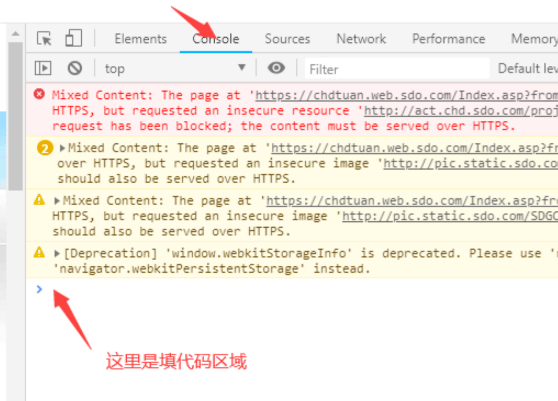 Elements Console Sources Network Performance Memory
top Filter Default
Mixed Content: The page at 'https://chdtuan.web.sdo.com/Index.asp?from
HTTPS, but requested an insecure resource 'http://act.chd.sdo.com/proj
request has been blocked; the content must be served over HTTPS.
2 Mixed Content: The page at 'https://chdtuan.web.sdo.com/Index.asp?fr
over HTTPS, but requested an insecure image 'http://pic.static.sdo.co
should also be served over HTTPS.
Mixed Content: The page at 'https://chdtuan.web.sdo.com/Index.asp?from
HTTPS, but requested an insecure image 'http://pic.static.sdo.com/SDG
should also be served over HTTPS.
[Deprecation] 'window.webkitStorageInfo' is deprecated. Please use '
'navigator.webkitPersistentStorage' instead.
这里是填代码区域